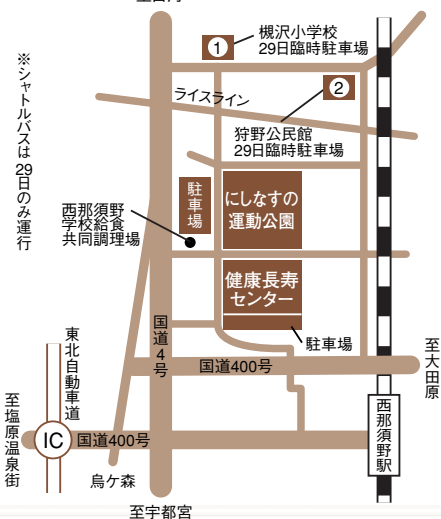 ①
槻沢小学校
29日臨時駐車場
②
ライスライン
狩野公民館
29日臨時駐車場
※シャトルバスは29日のみ運行
駐車場
にしなすの
運動公園
西那須野
学校給食
共同調理場
健康長寿
センター
駐車場
国道4号
国道400号
至大田原
東北自動車道
至塩原温泉街
IC
国道400号
西那須野駅
烏ケ森
至宇都宮